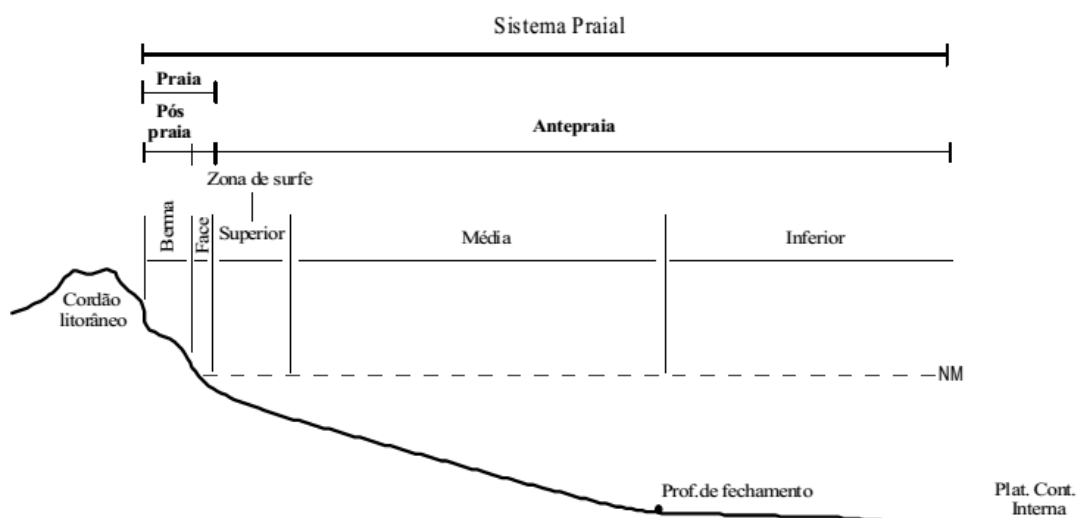 Sistema Praial
Praia
Pós
praia
Antepraia
Zona de surfe
Berma
Face
Superior
Média
Inferior
Cordão
litorâneo
NM
Prof.de fechamento
Plat. Cont.
Interna